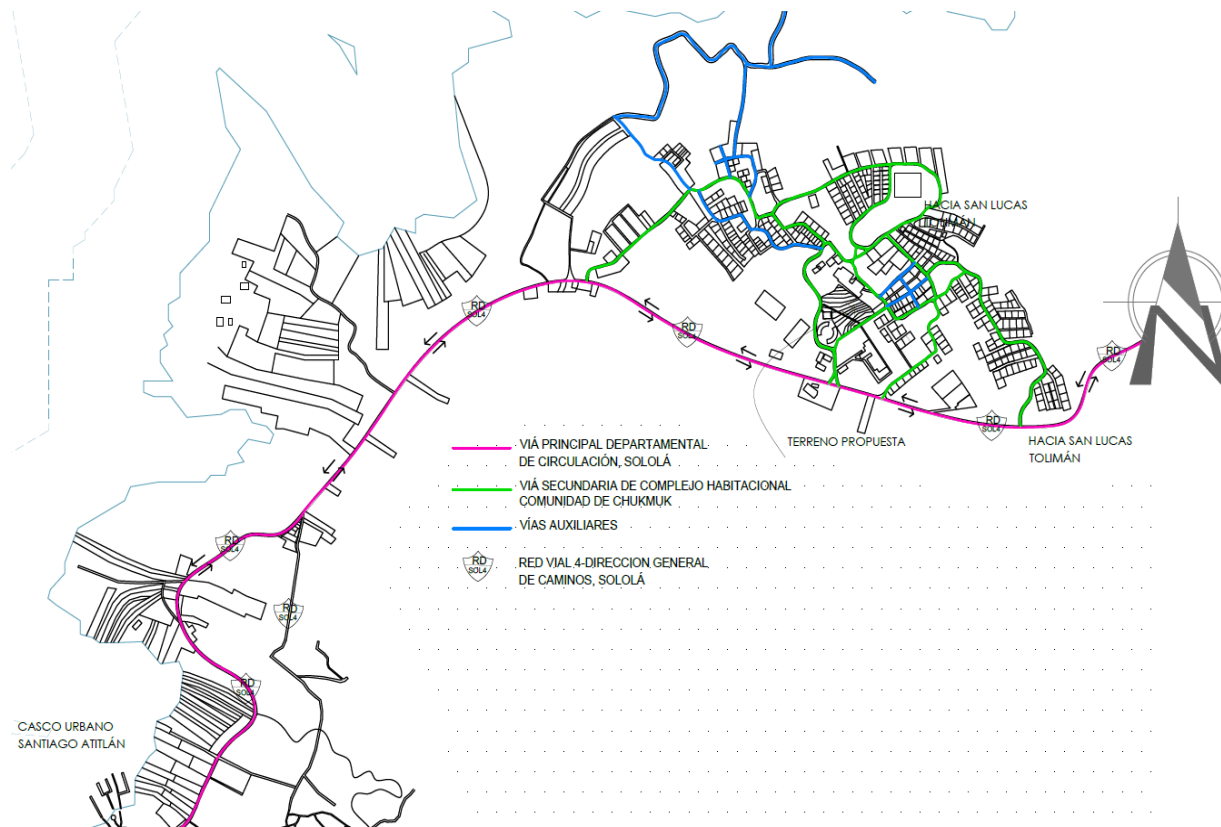 HACIA SAN LUCAS
TOLIMÁN
RD
SOL4
RD
SOL4
RD
SOL4
VIÁ PRINCIPAL DEPARTAMENTAL
DE CIRCULACIÓN, SOLOLÁ
TERRENO PROPUESTA
RD
SOL4
HACIA SAN LUCAS
TOLIMÁN
VIÁ SECUNDARIA DE COMPLEJO HABITACIONAL
COMUNIDAD DE CHUKMUK
VÍAS AUXILIARES
RD
SOL4
RED VIAL 4-DIRECCION GENERAL
DE CAMINOS, SOLOLÁ
RD
SOL4
RD
SOL4
RD
SOL4
CASCO URBANO
SANTIAGO ATITLÁN
N